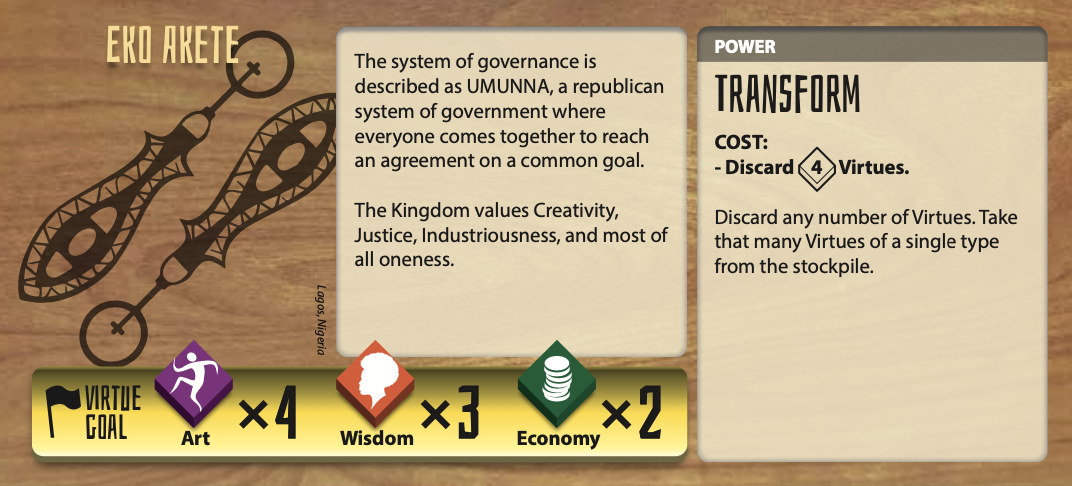 EKO AKETE
The system of governance is
described as UMUNNA, a republican
system of government where
everyone comes together to reach
an agreement on a common goal.
The Kingdom values Creativity,
Justice, Industriousness, and most of
all oneness.
Lagos, Nigeria
VIRTUE
GOAL
Art
×4
Wisdom
×3
Economy
×2
POWER
TRANSFORM
COST:
- Discard 4 Virtues.
Discard any number of Virtues. Take
that many Virtues of a single type
from the stockpile.